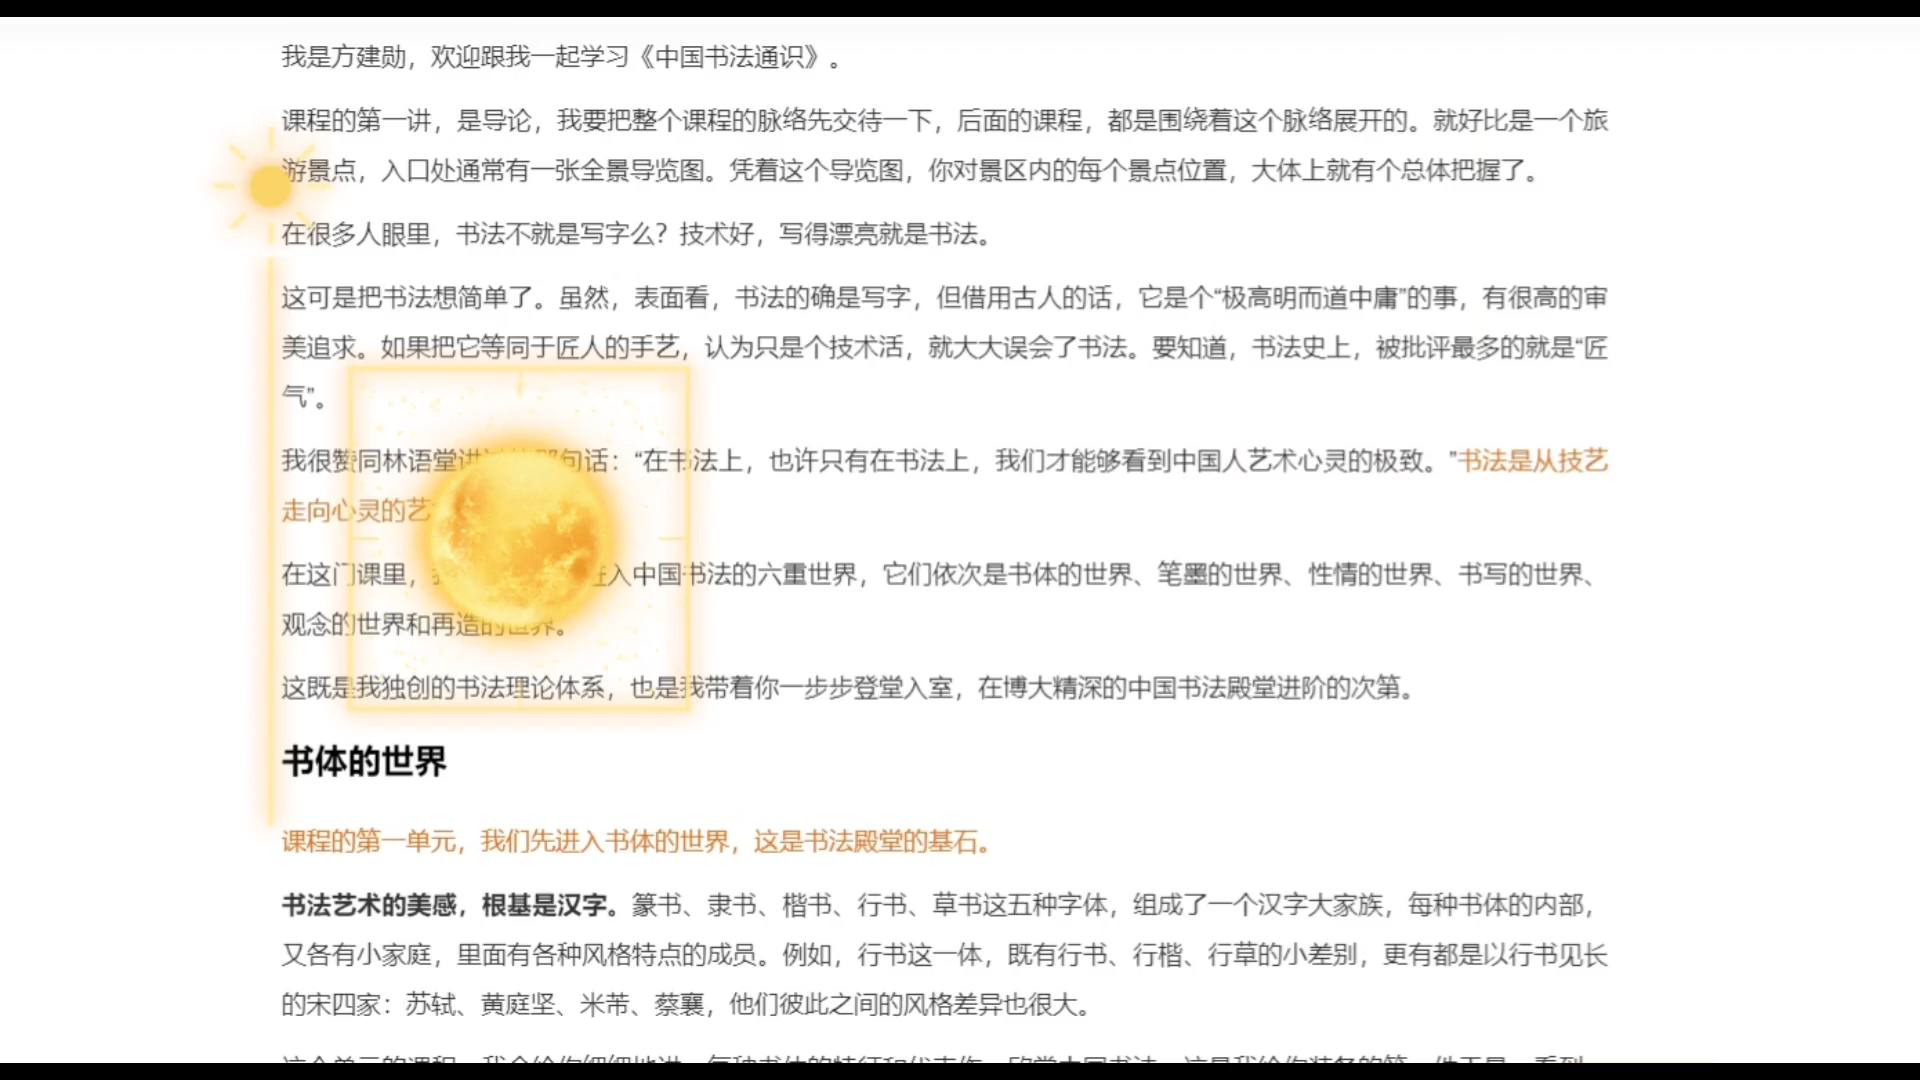 我是方建勋，欢迎跟我一起学习《中国书法通识》。
课程的第一讲，是导论，我要把整个课程的脉络先交待一下，后面的课程，都是围绕着这个脉络展开的。就好比是一个旅
游景点，入口处通常有一张全景导览图。凭着这个导览图，你对景区内的每个景点位置，大体上就有个总体把握了。
在很多人眼里，书法不就是写字么？技术好，写得漂亮就是书法。
这可是把书法想简单了。虽然，表面看，书法的确是写字，但借用古人的话，它是个“极高明而道中庸”的事，有很高的审
美追求。如果把它等同于匠人的手艺，认为只是个技术活，就大大误会了书法。要知道，书法史上，被批评最多的就是“匠
气”。
我很赞同林语堂讲过的那句话：“在书法上，也许只有在书法上，我们才能够看到中国人艺术心灵的极致。”书法是从技艺
走向心灵的艺
在这门课里，进入中国书法的六重世界，它们依次是书体的世界、笔墨的世界、性情的世界、书写的世界、
观念的世界和再造的世界。
这既是我独创的书法理论体系，也是我带着你一步步登堂入室，在博大精深的中国书法殿堂进阶的次第。
书体的世界
课程的第一单元，我们先进入书体的世界，这是书法殿堂的基石。
书法艺术的美感，根基是汉字。篆书、隶书、楷书、行书、草书这五种字体，组成了一个汉字大家族，每种书体的内部，
又各有小家庭，里面有各种风格特点的成员。例如，行书这一体，既有行书、行楷、行草的小差别，更有都是以行书见长
的宋四家：苏轼、黄庭坚、米芾、蔡襄，他们彼此之间的风格差异也很大。